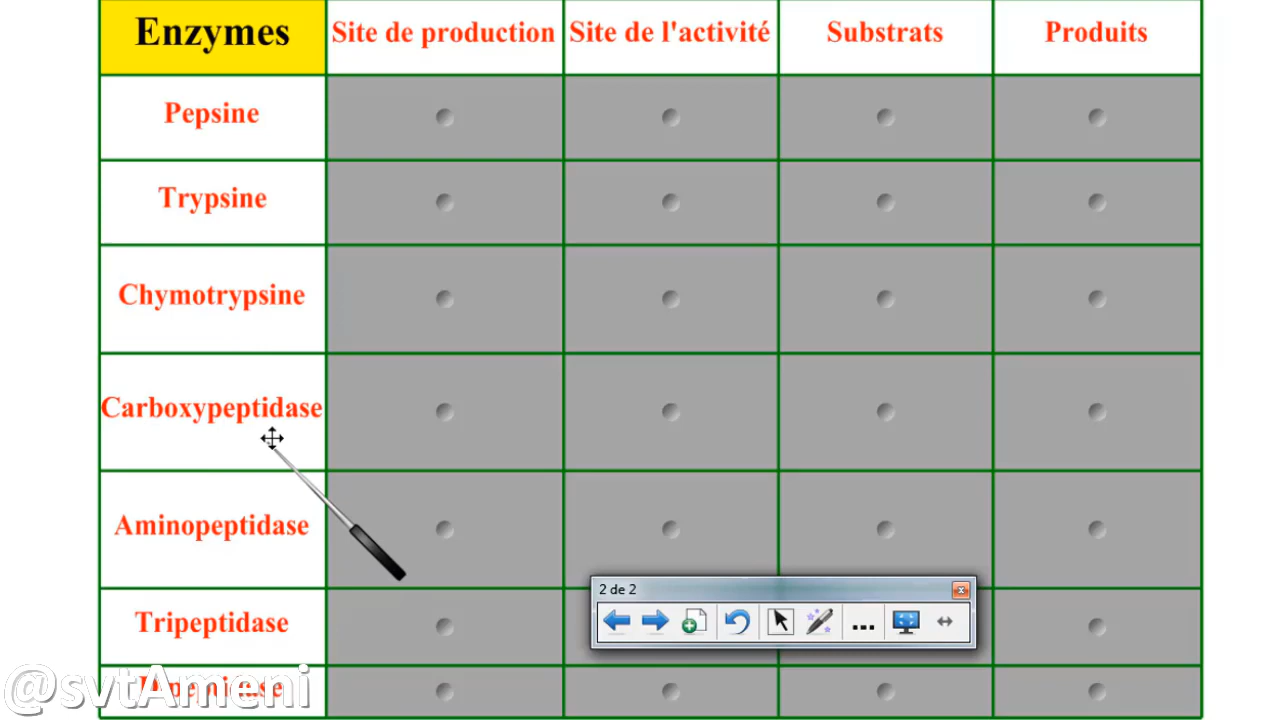 Enzymes Site de production Site de l'activité Substrats Produits
Pepsine
Trypsine
Chymotrypsine
Carboxypeptidase
Aminopeptidase
2 de 2
Tripeptidase
@svtAmeni